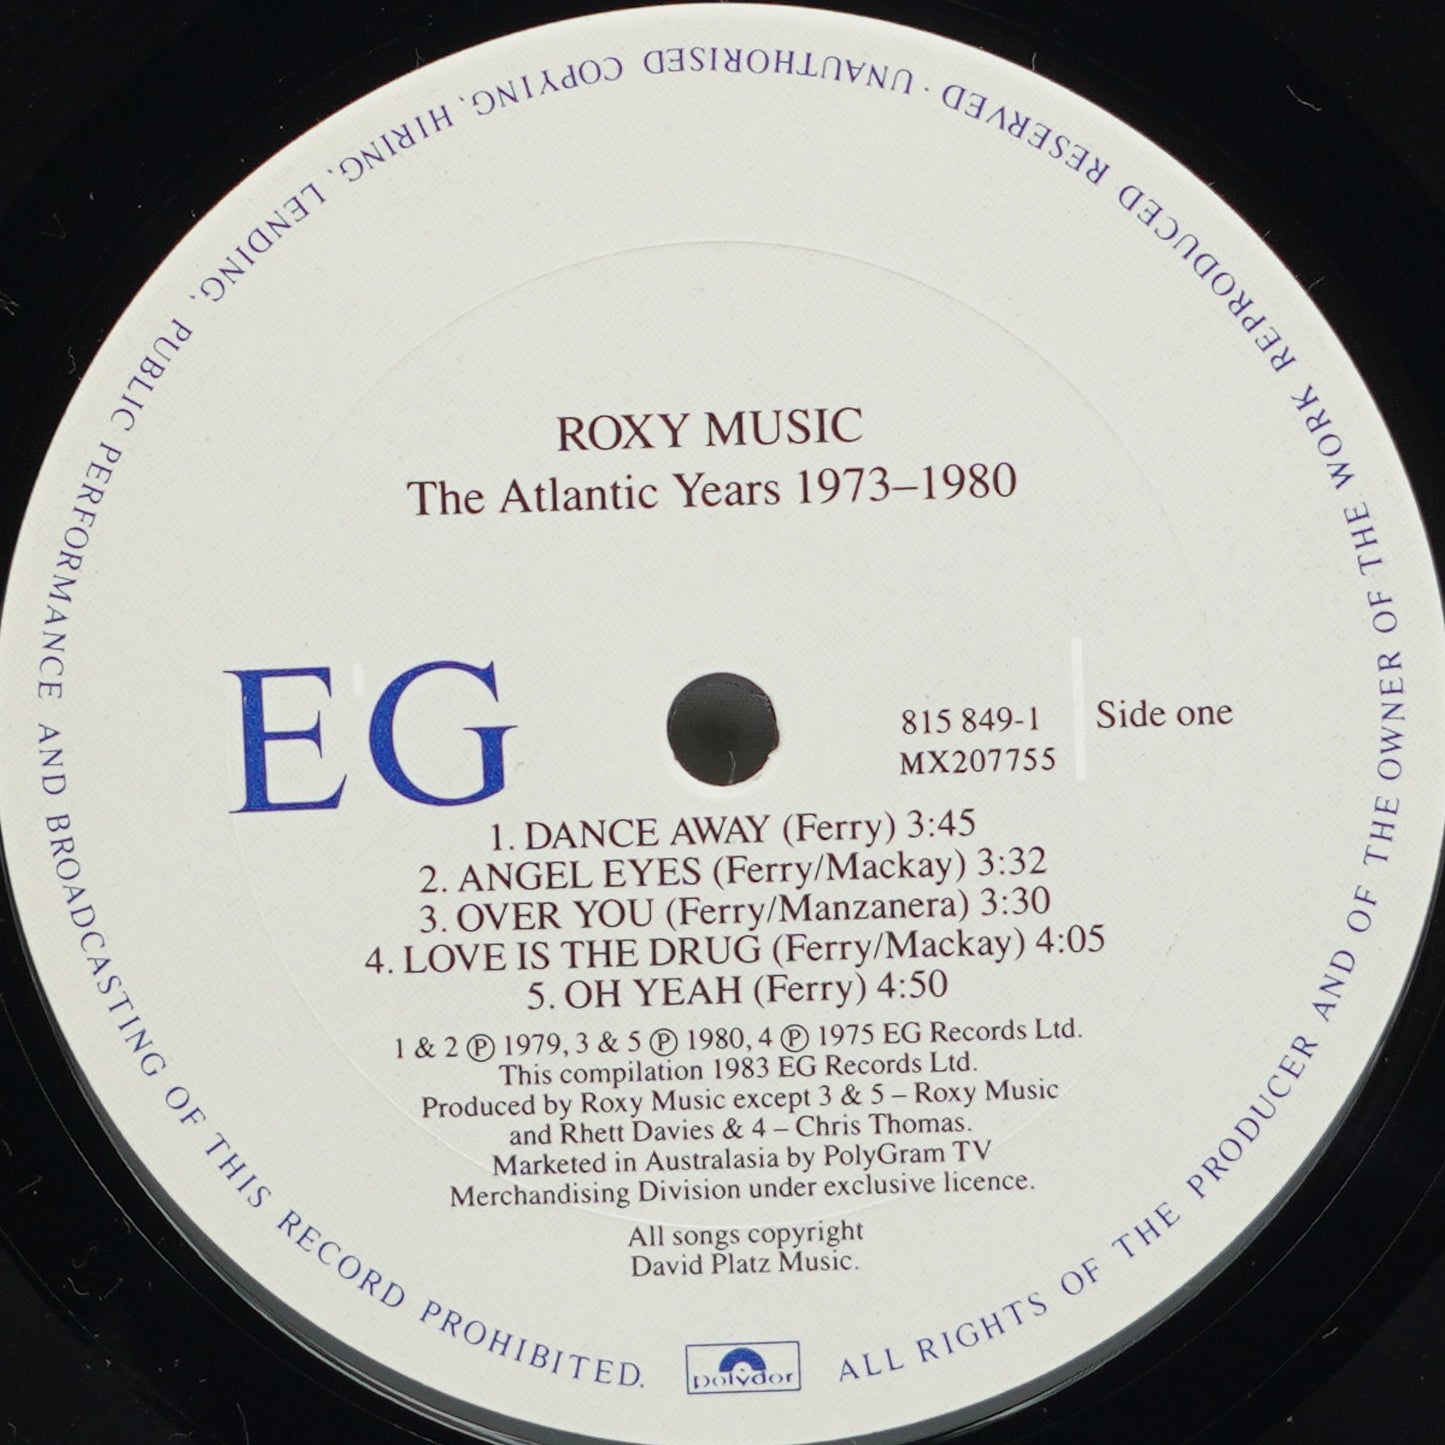 ROXY MUSIC
The Atlantic Years 1973–1980
EG
815 849-1
MX207755
Side one
1. DANCE AWAY (Ferry) 3:45
2. ANGEL EYES (Ferry/Mackay) 3:32
3. OVER YOU (Ferry/Manzanera) 3:30
4. LOVE IS THE DRUG (Ferry/Mackay) 4:05
5. OH YEAH (Ferry) 4:50
1 & 2 ℗ 1979, 3 & 5 ℗ 1980, 4 ℗ 1975 EG Records Ltd.
This compilation 1983 EG Records Ltd.
Produced by Roxy Music except 3 & 5 – Roxy Music
and Rhett Davies & 4 – Chris Thomas.
Marketed in Australasia by PolyGram TV
Merchandising Division under exclusive licence.
All songs copyright
David Platz Music.
polydor
ALL RIGHTS OF THE PRODUCER AND OF THE OWNER OF THE WORK REPRODUCED RESERVED · UNAUTHORISED COPYING, HIRING, LENDING, PUBLIC PERFORMANCE AND BROADCASTING OF THIS RECORD PROHIBITED.